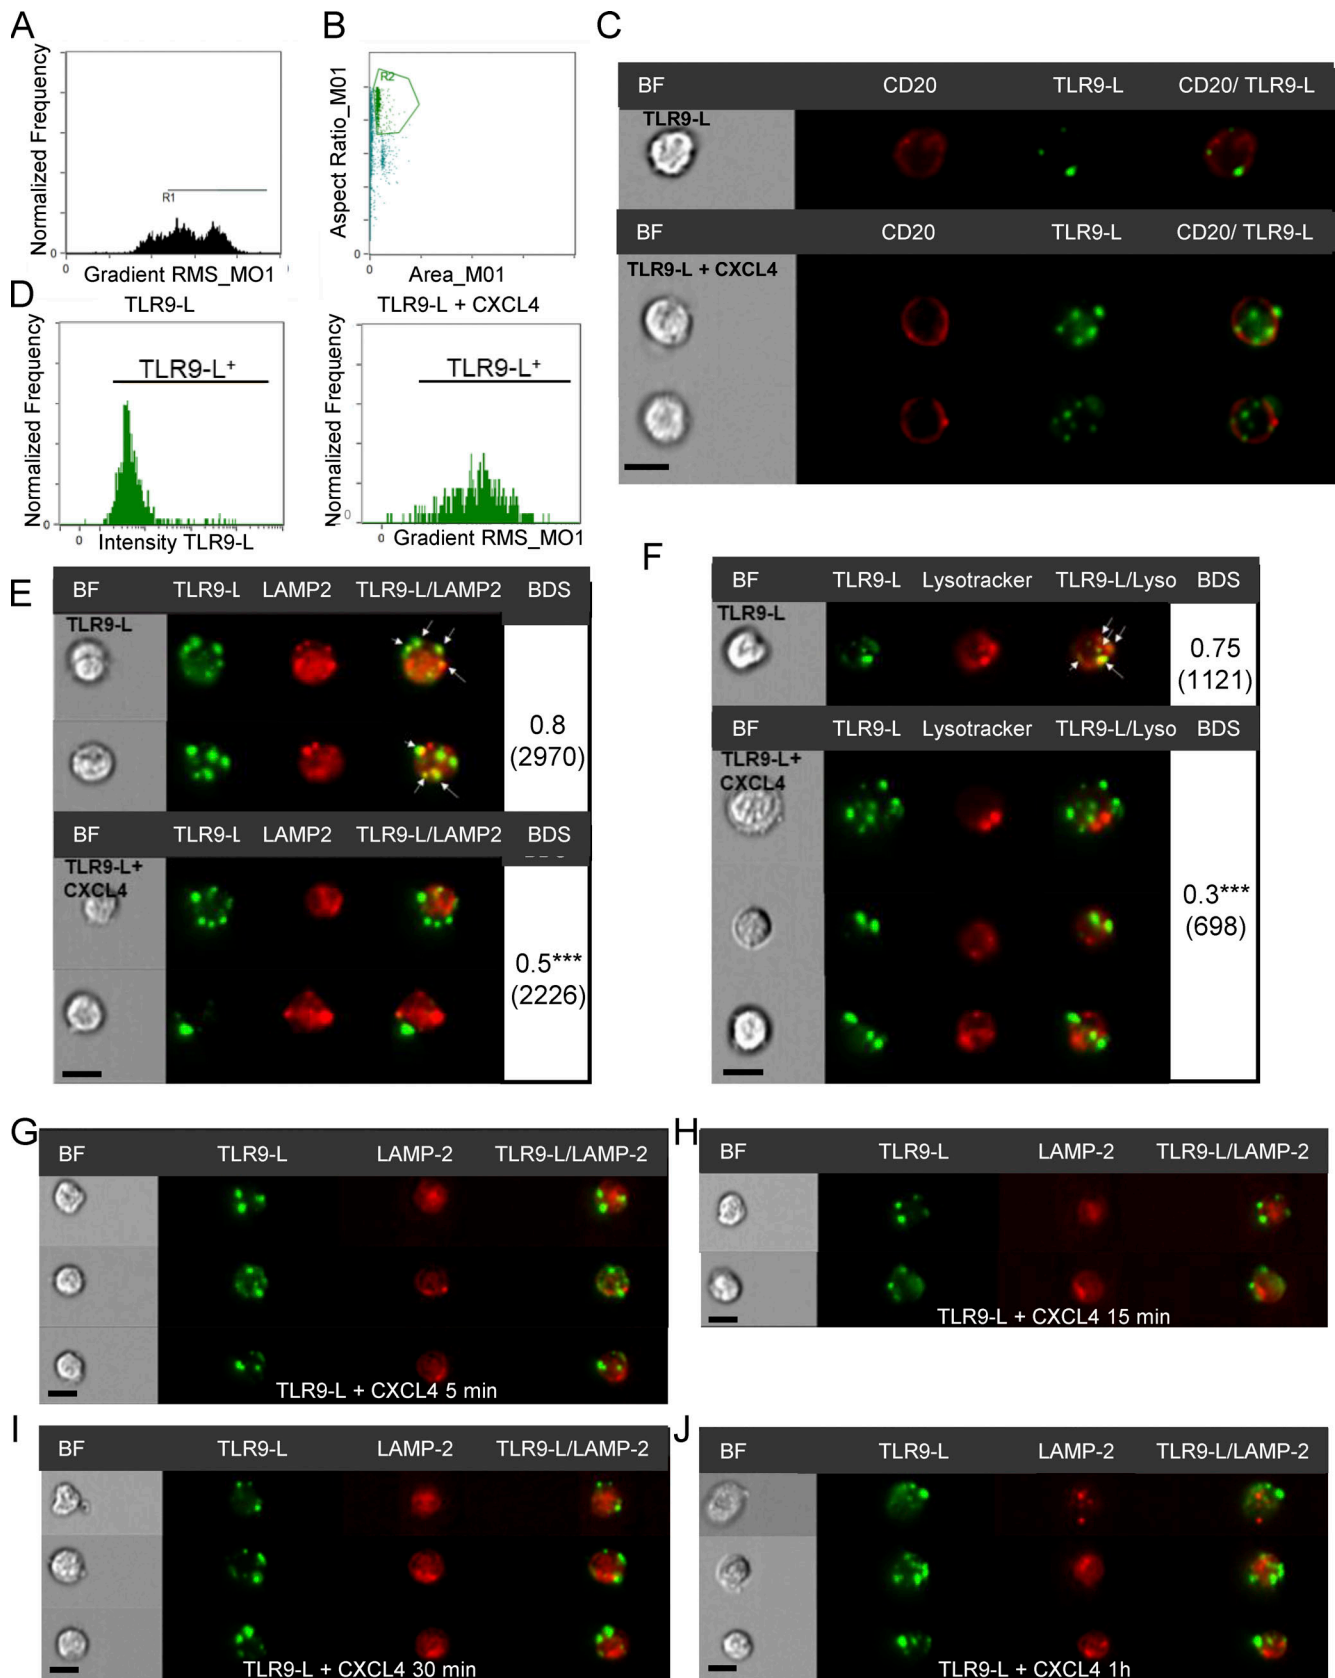 A
Normalized Frequency
R1
0
0
Gradient RMS_MO1
B
Aspect Ratio_M01
R2
0
0
Area_M01
C
BF CD20 TLR9-L CD20/ TLR9-L
TLR9-L
BF CD20 TLR9-L CD20/ TLR9-L
TLR9-L + CXCL4
D
TLR9-L
Normalized Frequency
TLR9-L+
0
0
Intensity TLR9-L
TLR9-L + CXCL4
Normalized Frequency
TLR9-L+
0
0
Gradient RMS_MO1
E
BF TLR9-L LAMP2 TLR9-L/LAMP2 BDS
TLR9-L
0.8
(2970)
BF TLR9-L LAMP2 TLR9-L/LAMP2 BDS
TLR9-L+
CXCL4
0.5***
(2226)
F
BF TLR9-L Lysotracker TLR9-L/Lyso BDS
TLR9-L
0.75
(1121)
BF TLR9-L Lysotracker TLR9-L/Lyso BDS
TLR9-L+
CXCL4
0.3***
(698)
G
BF TLR9-L LAMP-2 TLR9-L/LAMP-2
TLR9-L + CXCL4 5 min
H
BF TLR9-L LAMP-2 TLR9-L/LAMP-2
TLR9-L + CXCL4 15 min
I
BF TLR9-L LAMP-2 TLR9-L/LAMP-2
TLR9-L + CXCL4 30 min
J
BF TLR9-L LAMP-2 TLR9-L/LAMP-2
TLR9-L + CXCL4 1h